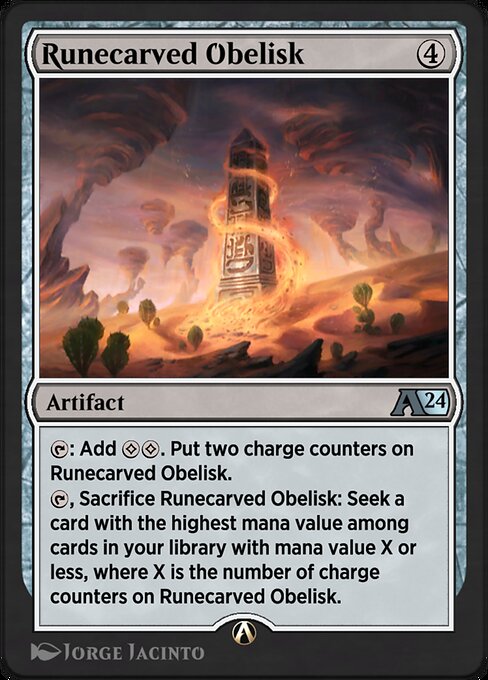 Runecarved Obelisk 4
Artifact A24
: Add CC. Put two charge counters on
Runecarved Obelisk.
, Sacrifice Runecarved Obelisk: Seek a
card with the highest mana value among
cards in your library with mana value X or
less, where X is the number of charge
counters on Runecarved Obelisk.
A
JORGE JACINTO